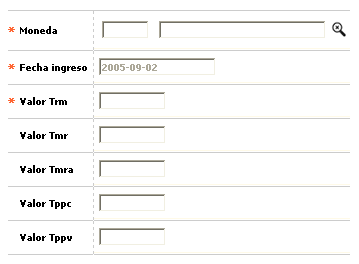 * Moneda
* Fecha ingreso 2005-09-02
* Valor Trm
Valor Tmr
Valor Tmra
Valor Tppc
Valor Tppv